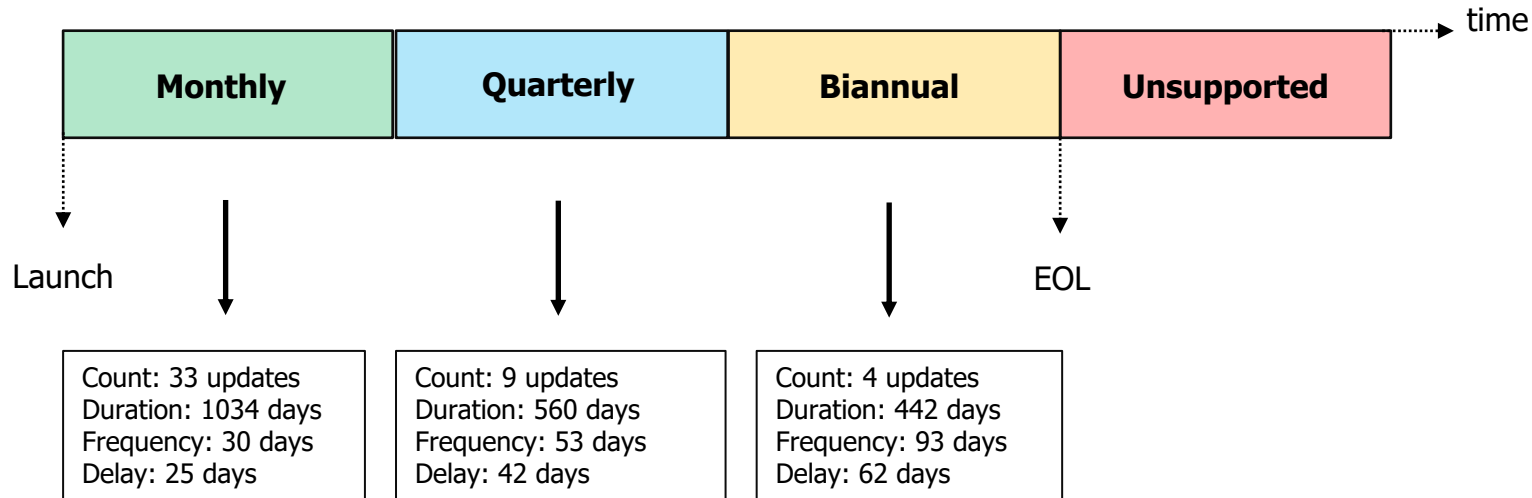 time
Monthly
Quarterly
Biannual
Unsupported
Launch
EOL
Count: 33 updates
Duration: 1034 days
Frequency: 30 days
Delay: 25 days
Count: 9 updates
Duration: 560 days
Frequency: 53 days
Delay: 42 days
Count: 4 updates
Duration: 442 days
Frequency: 93 days
Delay: 62 days